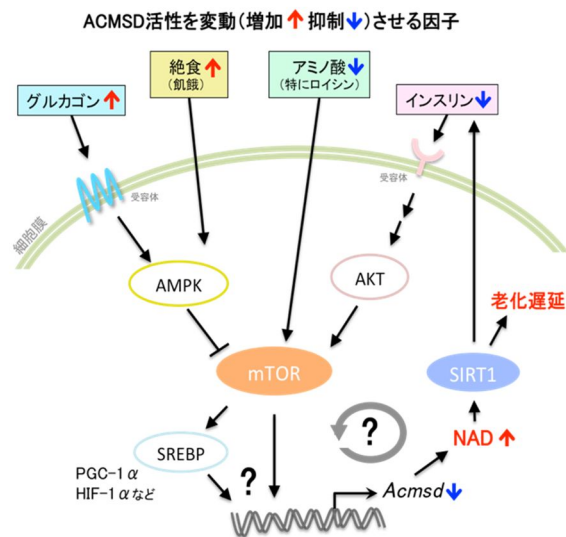 ACMSD活性を変動(増加↑抑制↓)させる因子
グルカゴン↑
絶食↑
(飢餓)
アミノ酸↓
(特にロイシン)
インスリン↓
受容体
受容体
細胞膜
AMPK
AKT
老化遅延
mTOR
SIRT1
SREBP
?
NAD↑
PGC-1α
HIF-1αなど
?
Acmsd↓